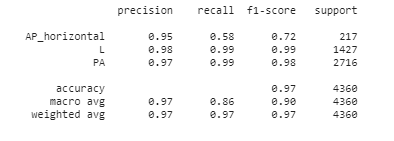 precision recall f1-score support
AP_horizontal 0.95 0.58 0.72 217
L 0.98 0.99 0.99 1427
PA 0.97 0.99 0.98 2716
accuracy 0.97 4360
macro avg 0.97 0.86 0.90 4360
weighted avg 0.97 0.97 0.97 4360